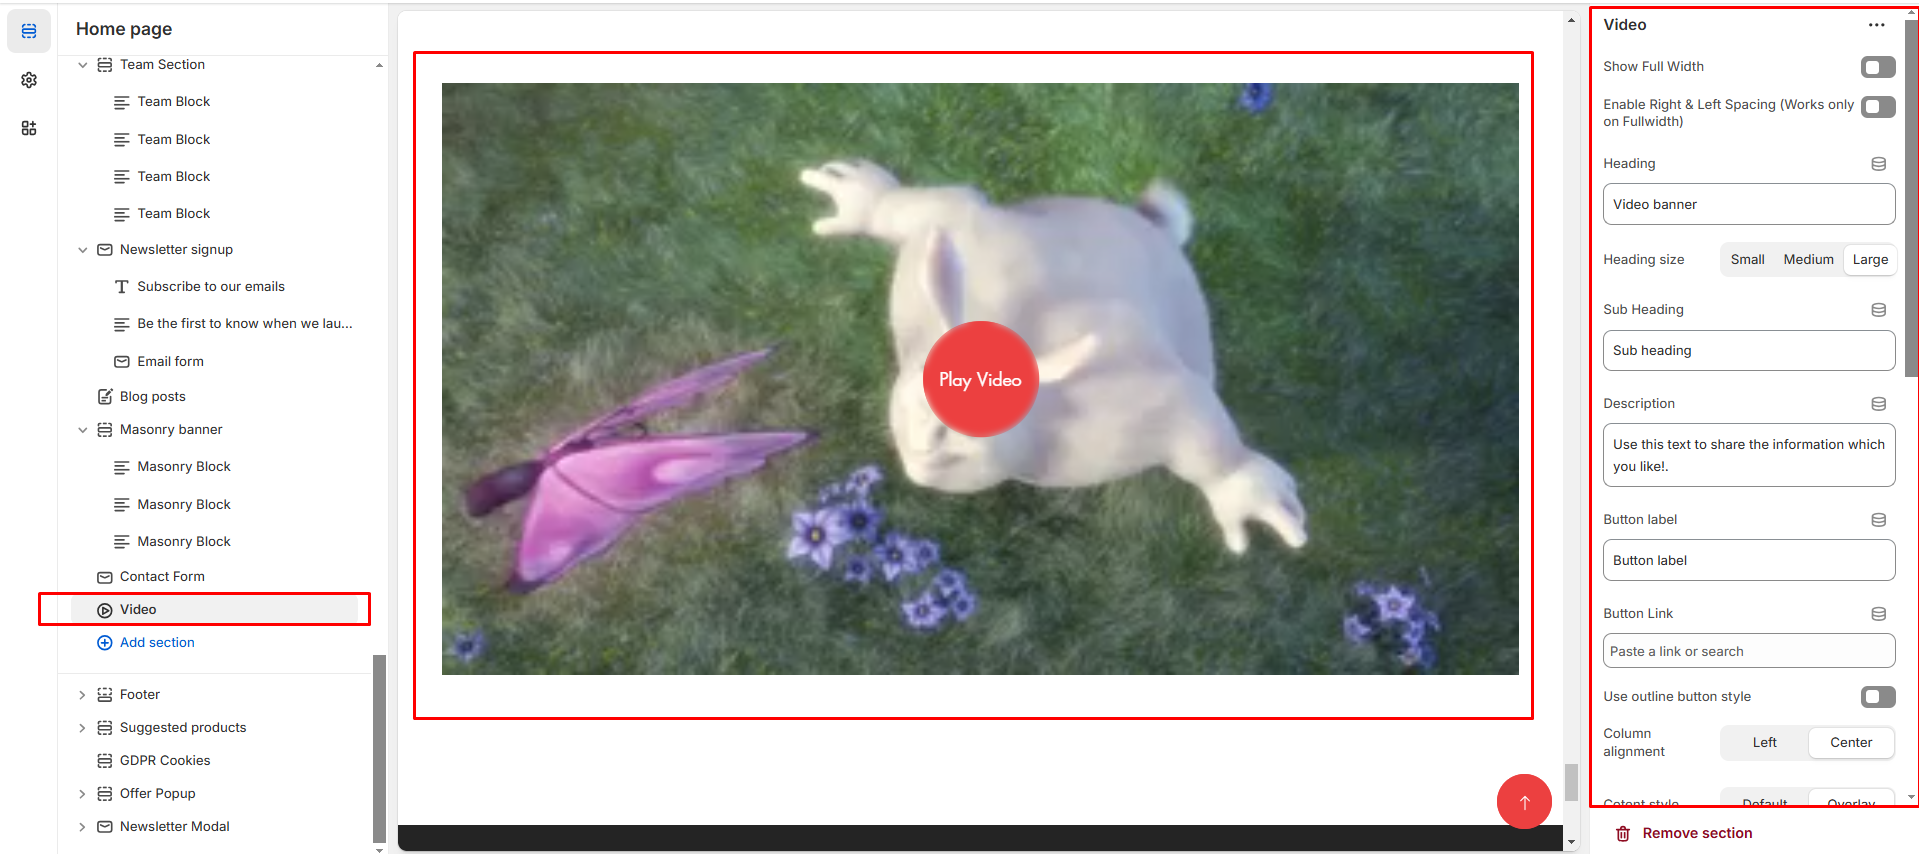 Home page
Team Section
Team Block
Team Block
Team Block
Team Block
Newsletter signup
Subscribe to our emails
Be the first to know when we lau...
Email form
Blog posts
Masonry banner
Masonry Block
Masonry Block
Masonry Block
Contact Form
Video
Add section
Footer
Suggested products
GDPR Cookies
Offer Popup
Newsletter Modal
Play Video
Video
Show Full Width
Enable Right & Left Spacing (Works only
on Fullwidth)
Heading
Video banner
Heading size Small Medium Large
Sub Heading
Sub heading
Description
Use this text to share the information which
you like!.
Button label
Button label
Button Link
Paste a link or search
Use outline button style
Column
alignment
Left Center
Cotent style Default Overlay
Remove section